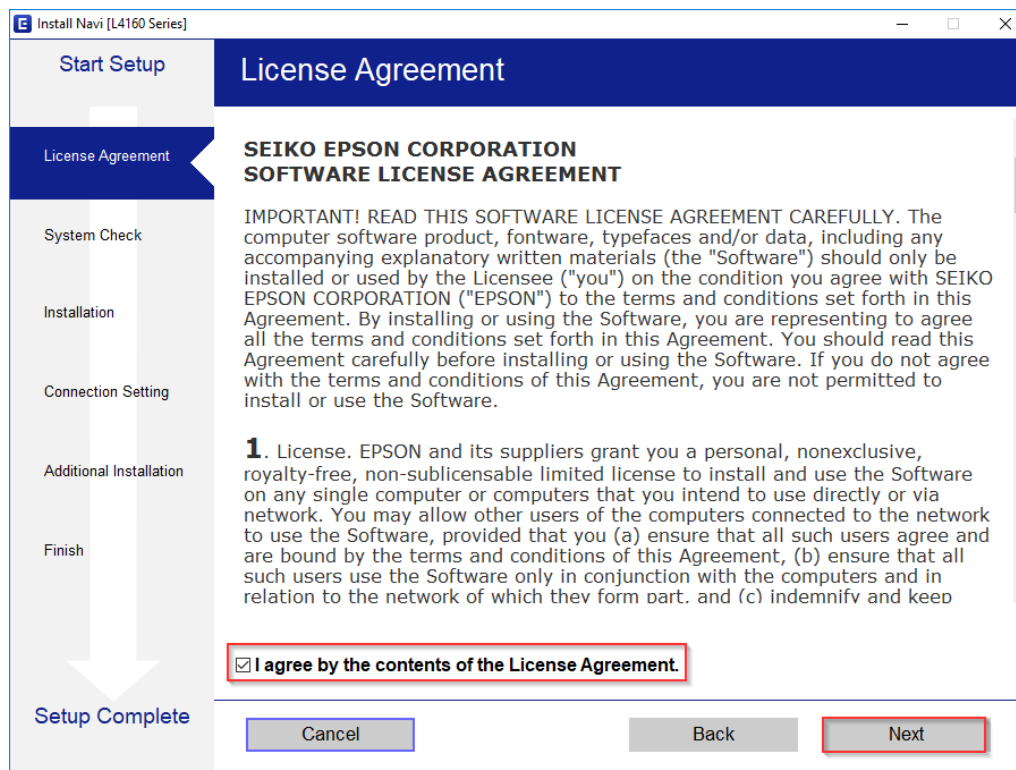 Install Navi [L4160 Series]
Start Setup
License Agreement
License Agreement
System Check
Installation
Connection Setting
Additional Installation
Finish
Setup Complete
SEIKO EPSON CORPORATION
SOFTWARE LICENSE AGREEMENT
IMPORTANT! READ THIS SOFTWARE LICENSE AGREEMENT CAREFULLY. The
computer software product, fontware, typefaces and/or data, including any
accompanying explanatory written materials (the "Software") should only be
installed or used by the Licensee ("you") on the condition you agree with SEIKO
EPSON CORPORATION ("EPSON") to the terms and conditions set forth in this
Agreement. By installing or using the Software, you are representing to agree
all the terms and conditions set forth in this Agreement. You should read this
Agreement carefully before installing or using the Software. If you do not agree
with the terms and conditions of this Agreement, you are not permitted to
install or use the Software.
1. License. EPSON and its suppliers grant you a personal, nonexclusive,
royalty-free, non-sublicensable limited license to install and use the Software
on any single computer or computers that you intend to use directly or via
network. You may allow other users of the computers connected to the network
to use the Software, provided that you (a) ensure that all such users agree and
are bound by the terms and conditions of this Agreement, (b) ensure that all
such users use the Software only in conjunction with the computers and in
relation to the network of which they form part, and (c) indemnify and keep
I agree by the contents of the License Agreement.
Cancel
Back
Next